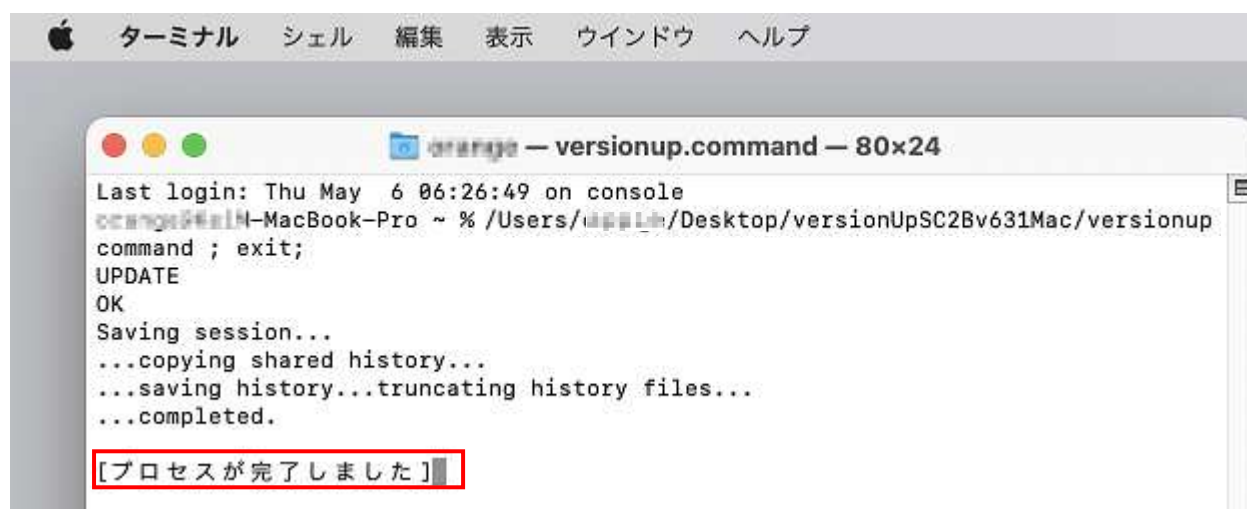 ターミナル シェル 編集 表示 ウインドウ ヘルプ
— versionup.command — 80×24
Last login: Thu May  6 06:26:49 on console
-MacBook-Pro ~ % /Users/ /Desktop/versionUpSC2Bv631Mac/versionup
command ; exit;
UPDATE
OK
Saving session...
...copying shared history...
...saving history...truncating history files...
...completed.
[プロセスが完了しました]